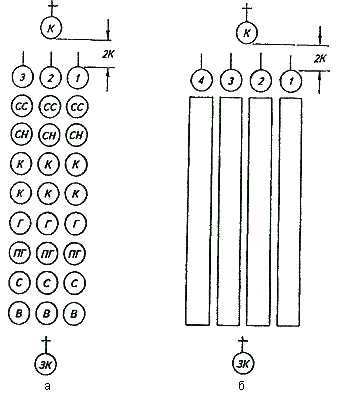 К К
2К 2К
3 2 1 4 3 2 1
СС СС СС
СН СН СН
К К К
К К К
Г Г Г
ПГ ПГ ПГ
С С С
В В В
ЗК ЗК
а б